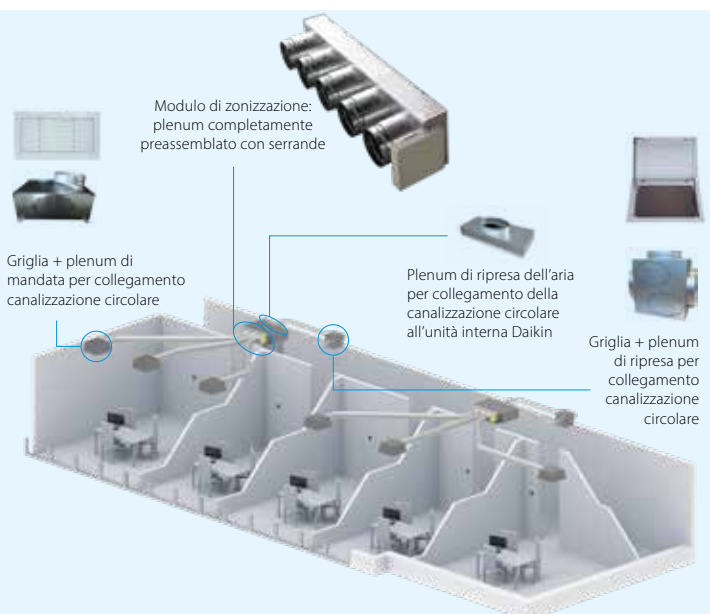 Modulo di zonizzazione:
plenum completamente
preassemblato con serrande
Griglia + plenum di
mandata per collegamento
canalizzazione circolare
Plenum di ripresa dell'aria
per collegamento della
canalizzazione circolare
all'unità interna Daikin
Griglia + plenum
di ripresa per
collegamento
canalizzazione
circolare